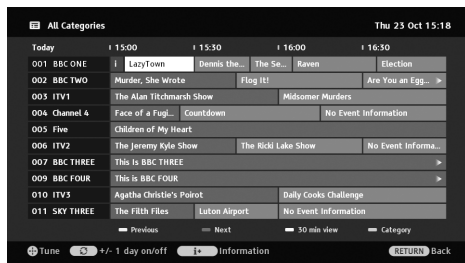 All Categories Thu 23 Oct 15:18
Today 15:00 15:30 16:00 16:30
001 BBC ONE i LazyTown Dennis the... The Se... Raven Election
002 BBC TWO Murder, She Wrote Flog It! Are You an Egg...
003 ITV1 The Alan Titchmarsh Show Midsomer Murders
004 Channel 4 Face of a Fugi... Countdown No Event Information
005 Five Children of My Heart
006 ITV2 The Jeremy Kyle Show The Ricki Lake Show No Event Informa...
007 BBC THREE This Is BBC THREE
009 BBC FOUR This is BBC FOUR
010 ITV3 Agatha Christie's Poirot Daily Cooks Challenge
011 SKY THREE The Filth Files Luton Airport No Event Information
Previous Next 30 min view Category
Tune +/- 1 day on/off i+ Information RETURN Back